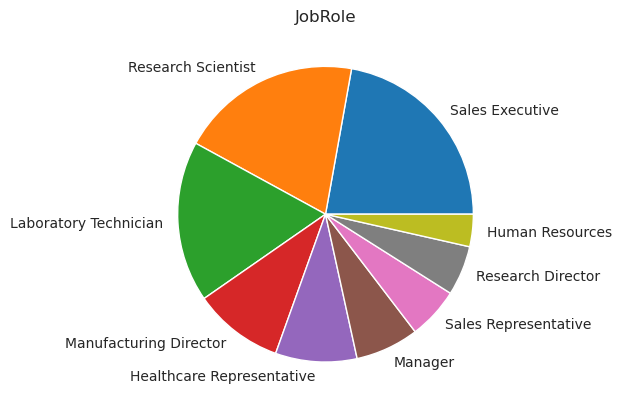 JobRole
Research Scientist
Sales Executive
Laboratory Technician
Human Resources
Research Director
Sales Representative
Manufacturing Director
Manager
Healthcare Representative